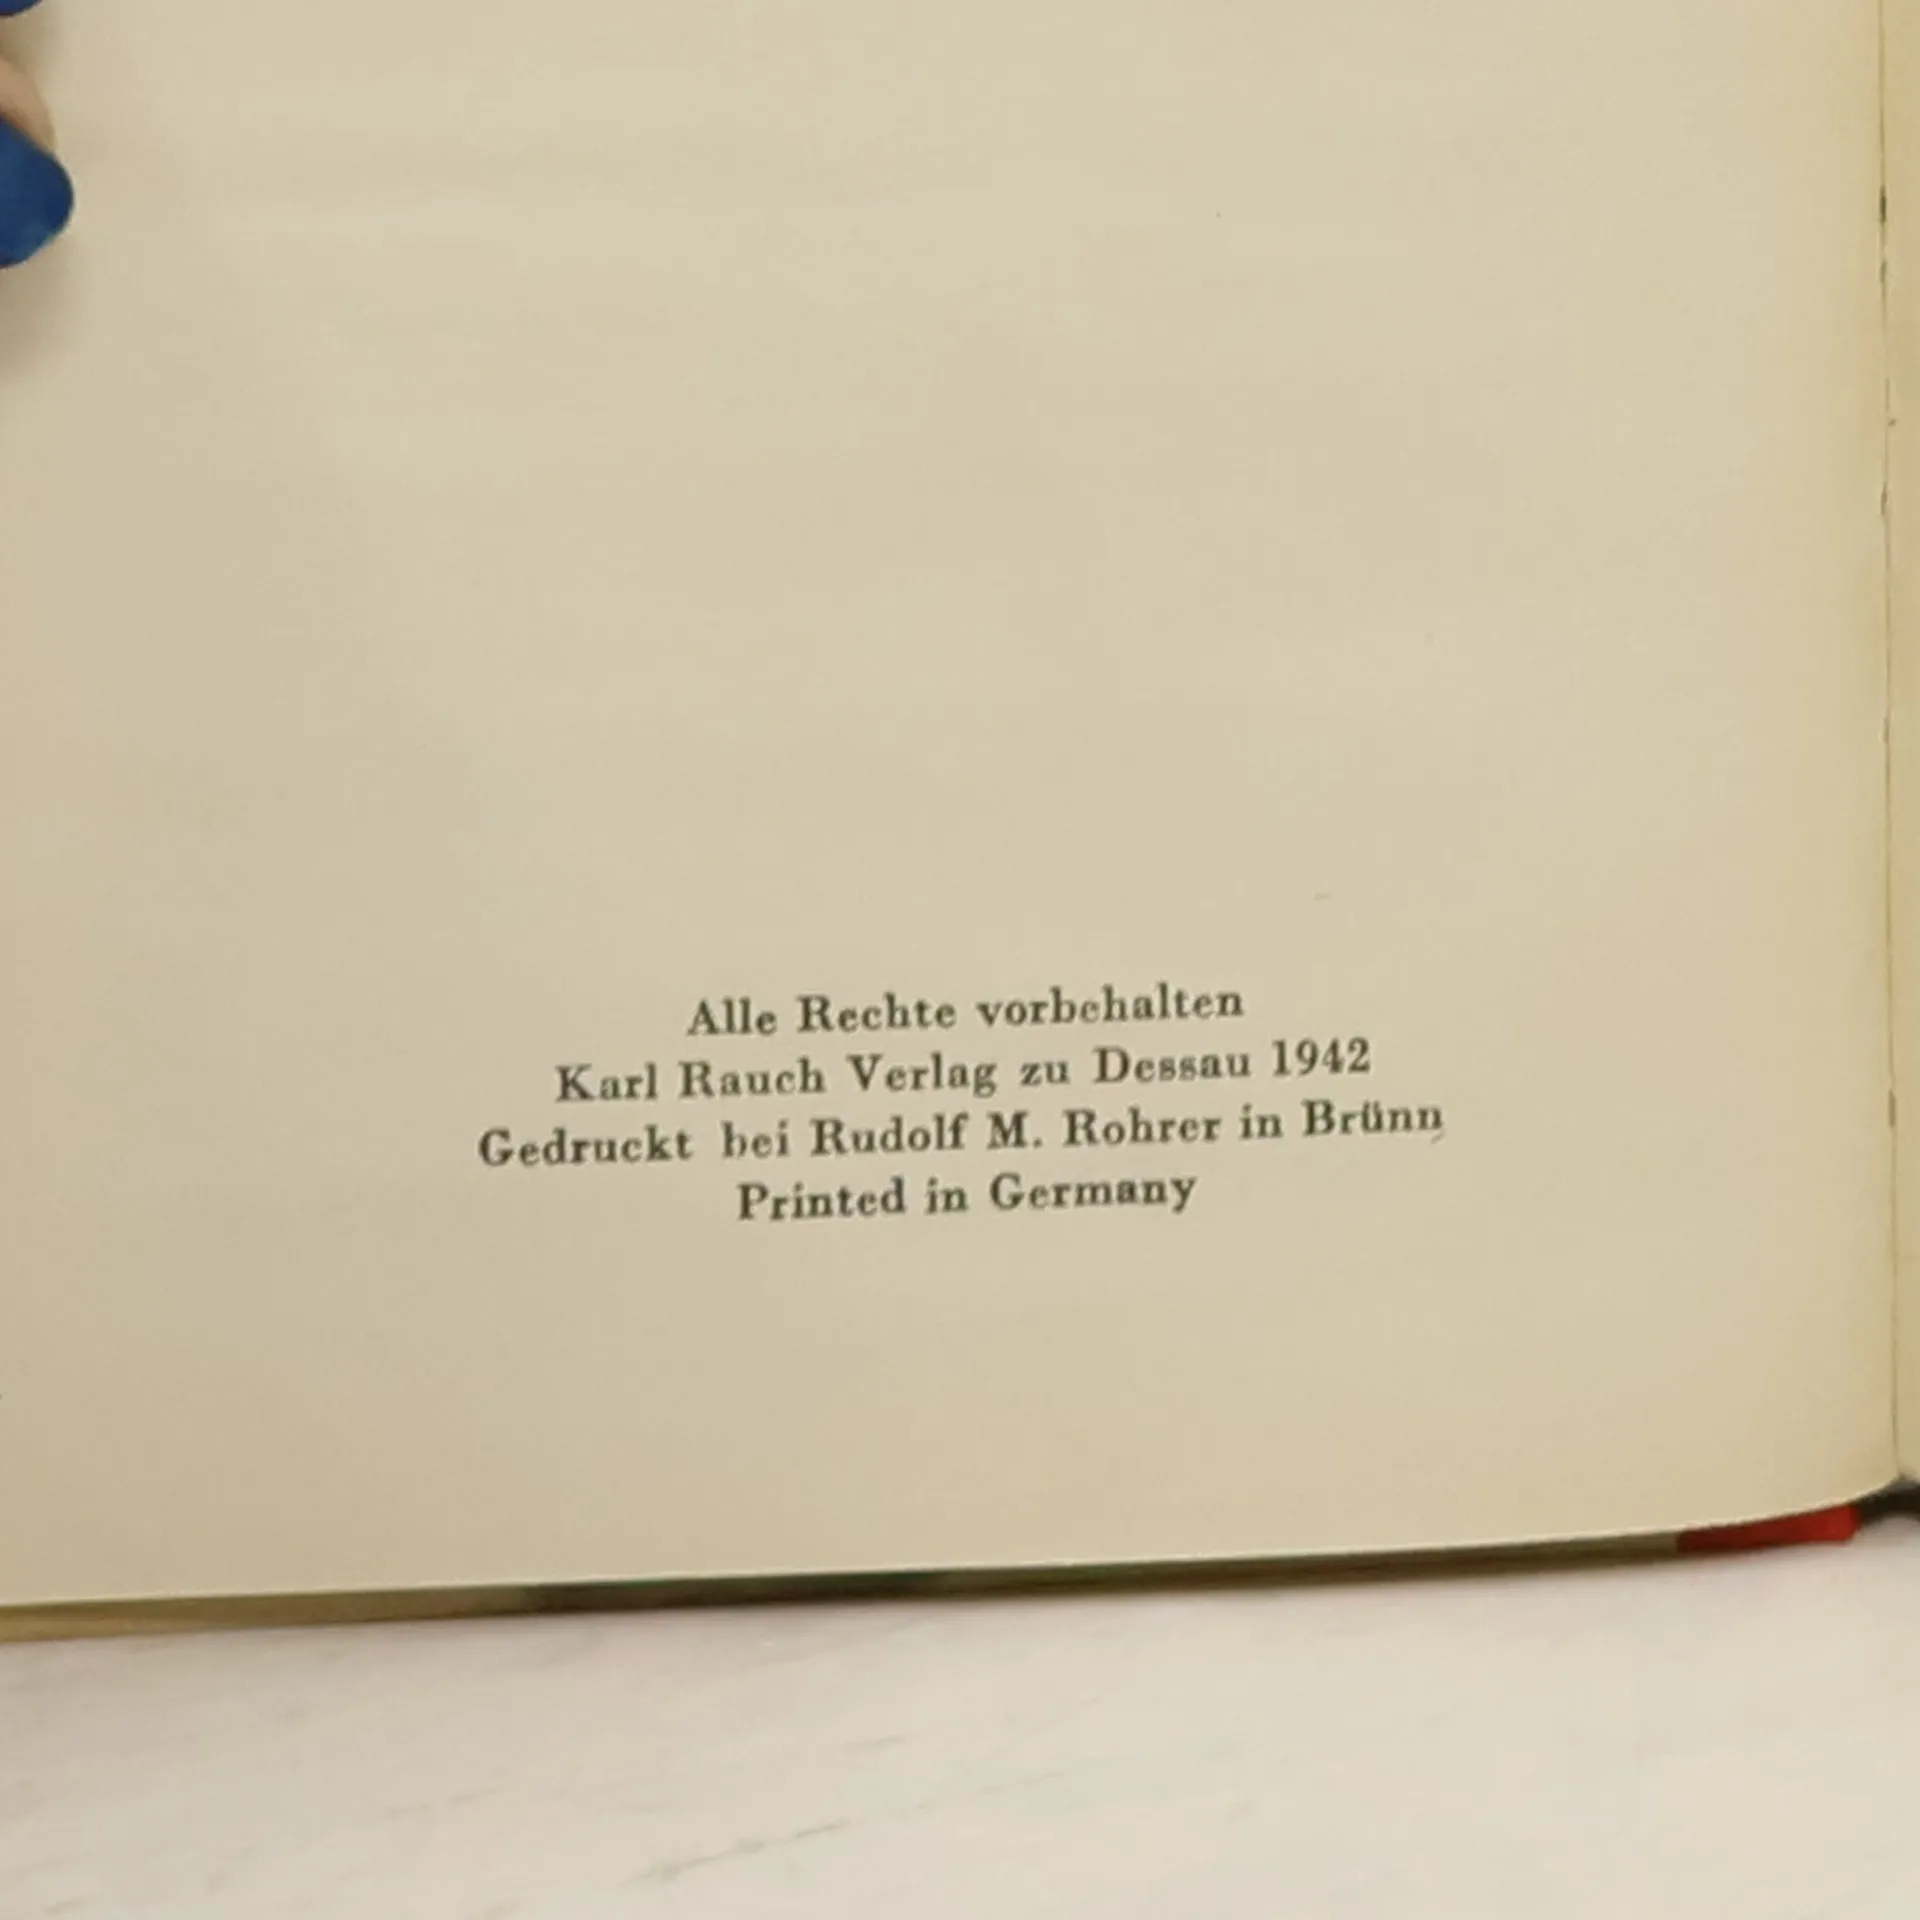 Alle Rechte vorbehalten
Karl Rauch Verlag zu Dessau 1942
Gedruckt bei Rudolf M. Rohrer in Brünn
Printed in Germany